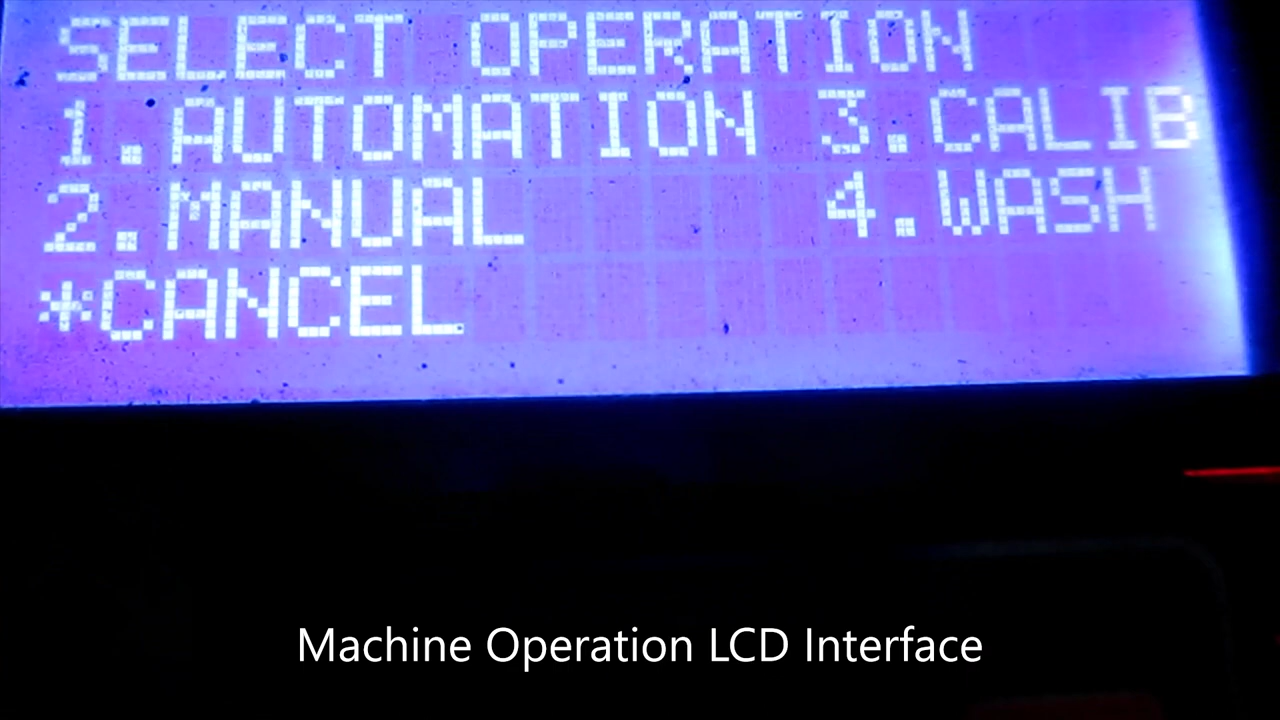 SELECT OPERATION
1.AUTOMATION 3.CALIB
2.MANUAL 4.WASH
*CANCEL
Machine Operation LCD Interface